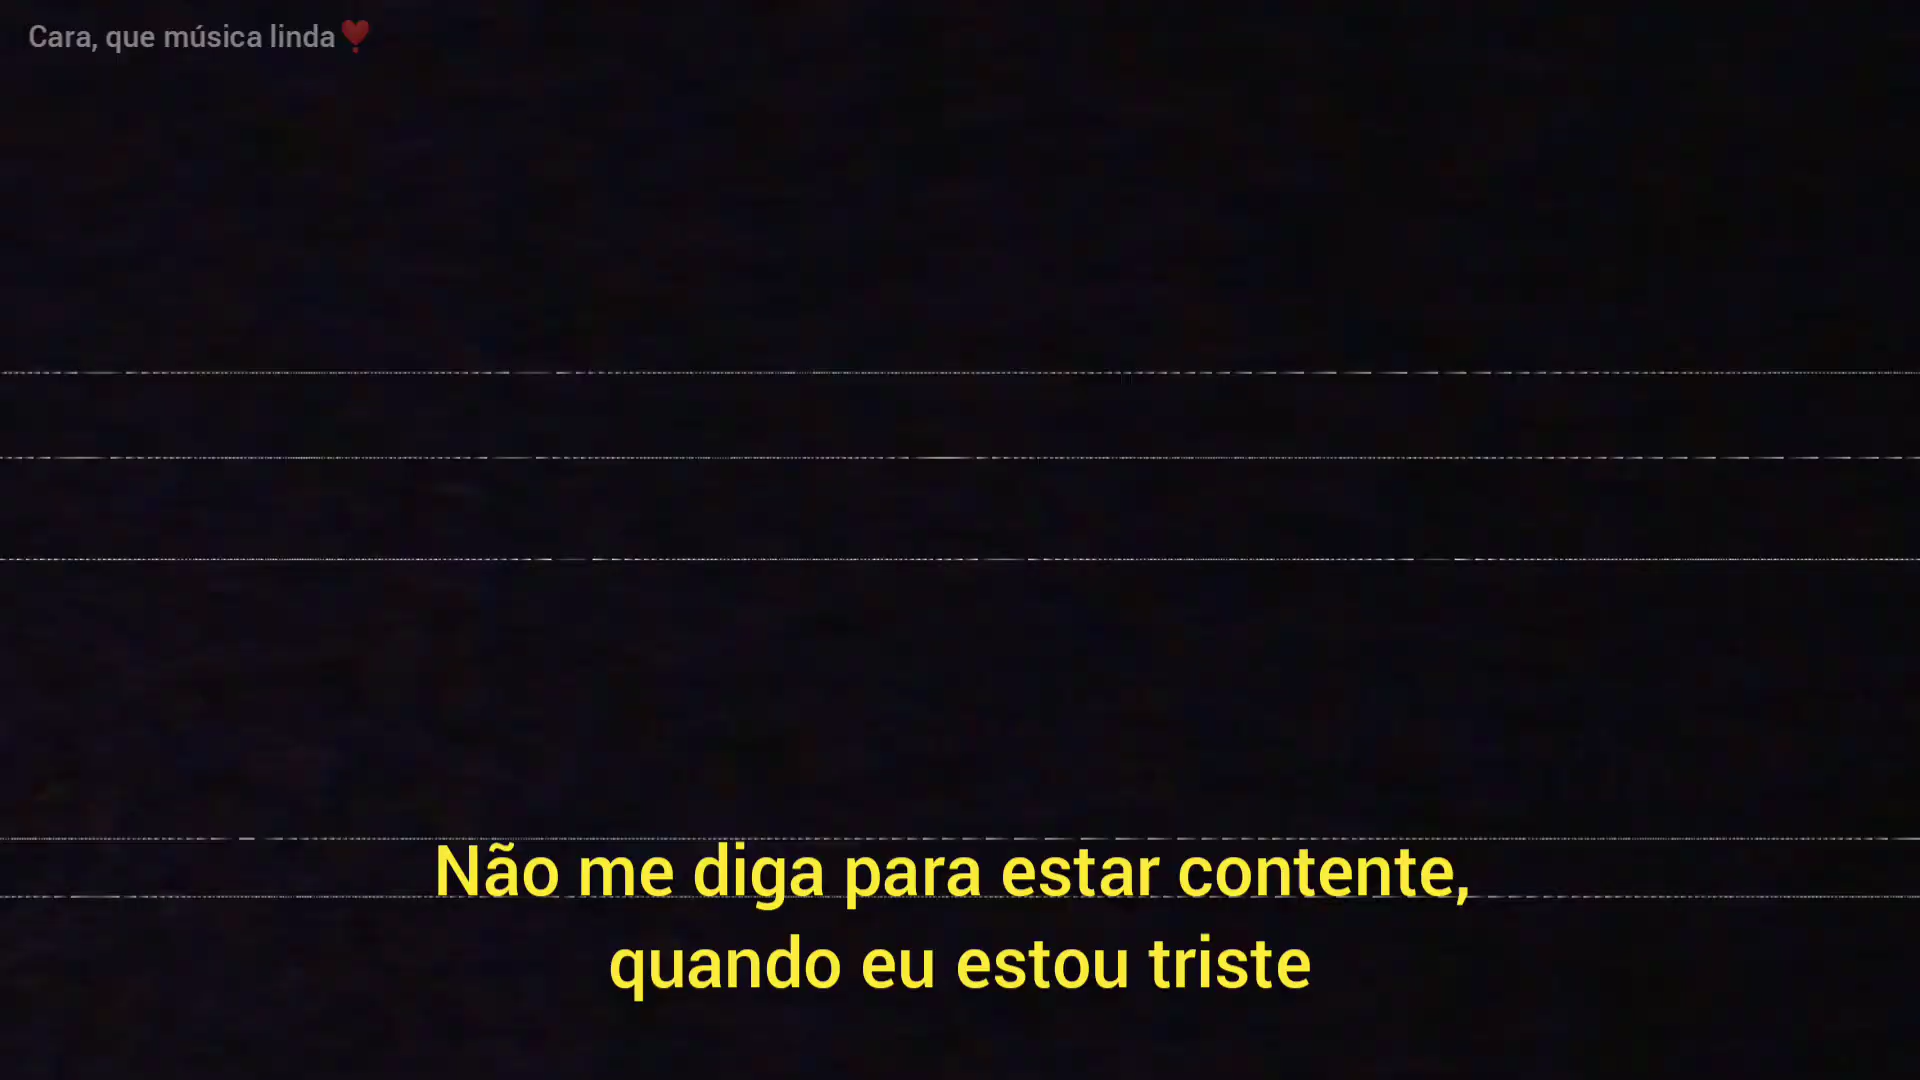 Cara, que música linda❣
Não me diga para estar contente,
quando eu estou triste